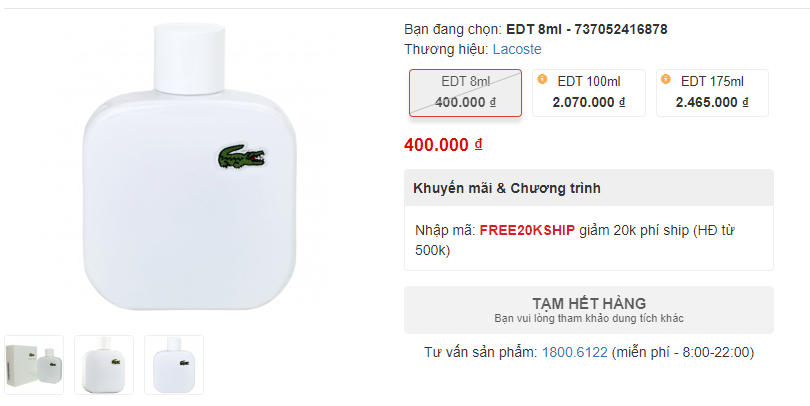 Bạn đang chọn: EDT 8ml - 737052416878
Thương hiệu: Lacoste
EDT 8ml EDT 100ml EDT 175ml
400.000 ₫ 2.070.000 ₫ 2.465.000 ₫
400.000 ₫
Khuyến mãi & Chương trình
Nhập mã: FREE20KSHIP giảm 20k phí ship (HĐ từ
500k)
TẠM HẾT HÀNG
Bạn vui lòng tham khảo dung tích khác
Tư vấn sản phẩm: 1800.6122 (miễn phí - 8:00-22:00)